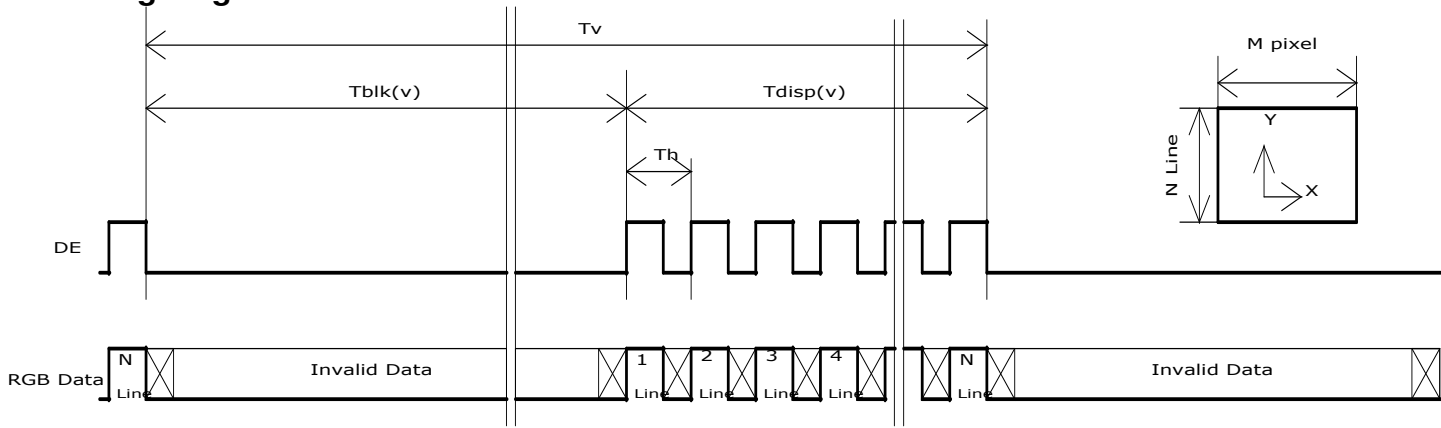 Tv
M pixel
Tblk(v)
Tdisp(v)
Y
N Line
Th
X
DE
N
1
2
3
4
N
RGB Data
Invalid Data
Invalid Data
Line
Line
Line
Line
Line
Line